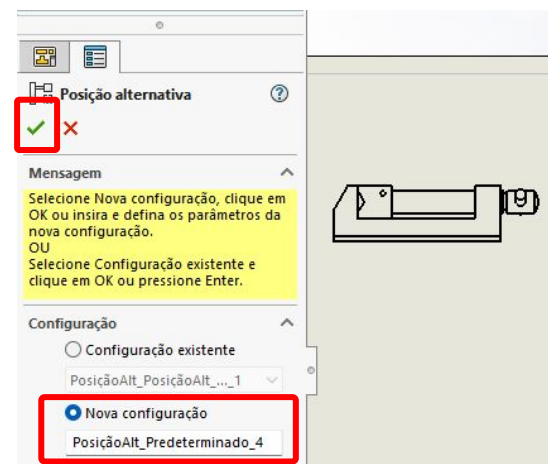 Posição alternativa
Mensagem
Selecione Nova configuração, clique em
OK ou insira e defina os parâmetros da
nova configuração.
OU
Selecione Configuração existente e
clique em OK ou pressione Enter.
Configuração
Configuração existente
PosiçãoAlt_PosiçãoAlt_..._1
Nova configuração
PosiçãoAlt_Predeterminado_4